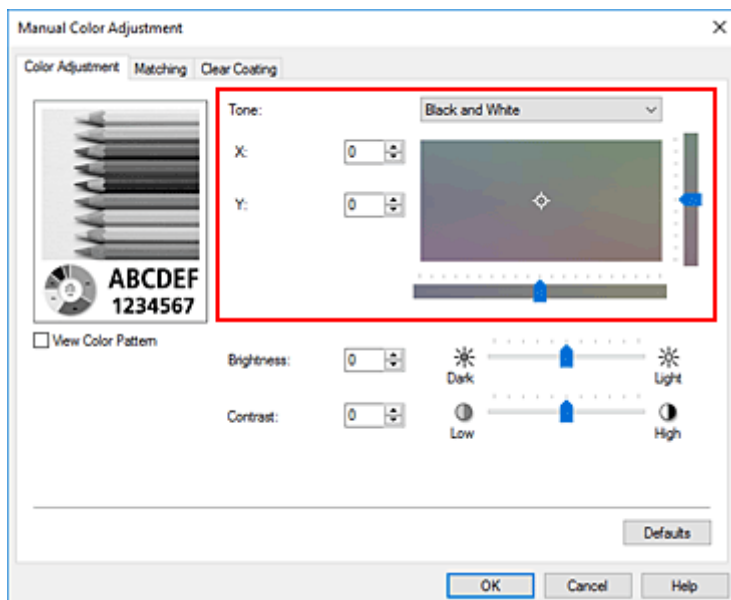 Manual Color Adjustment
Color Adjustment Matching Clear Coating
Tone: Black and White
X: 0
Y: 0
ABCDEF
1234567
View Color Pattern
Brightness: 0
Dark Light
Contrast: 0
Low High
Defaults
OK Cancel Help